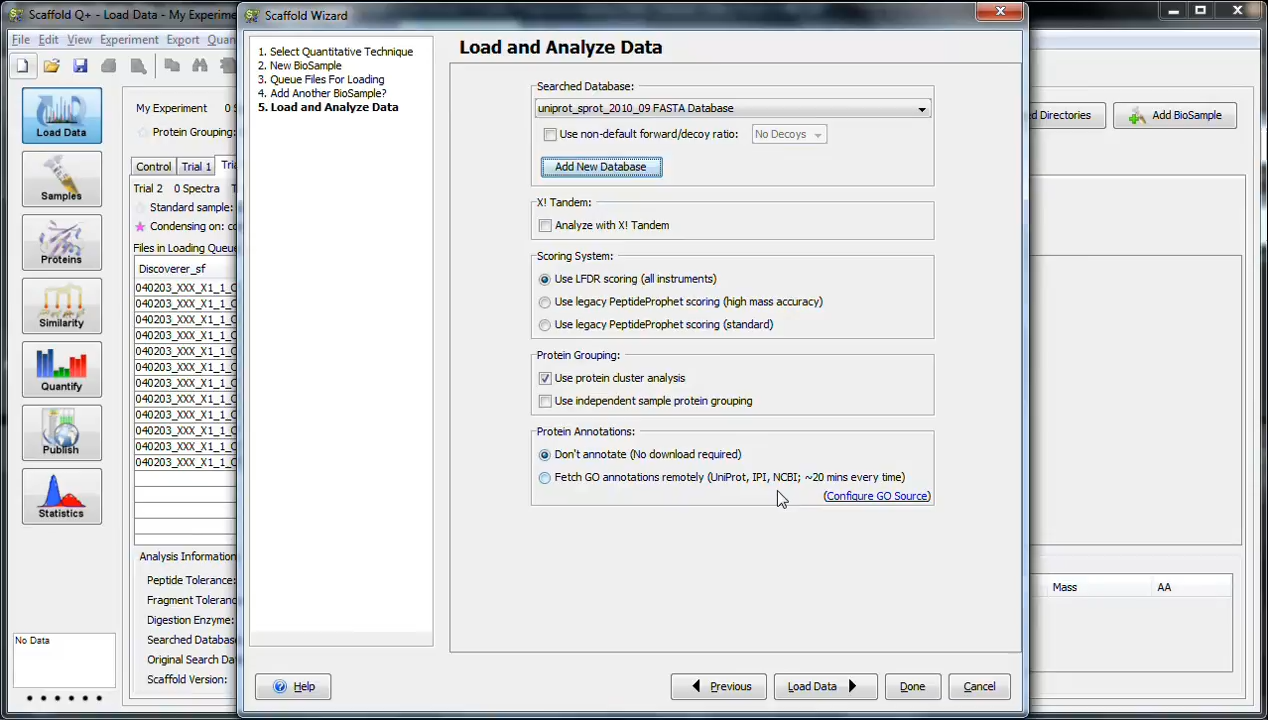 Scaffold Q+ - Load Data - My Experiment
File Edit View Experiment Export Quan
Load Data
Samples
Proteins
Similarity
Quantify
Publish
Statistics
No Data
My Experiment
Protein Grouping:
Control Trial 1
Trial 2 0 Spectra
Standard sample:
Condensing on:
Files in Loading Queue
Discoverer_sf
040203_XXX_X1_1_C
040203_XXX_X1_1_C
040203_XXX_X1_1_C
040203_XXX_X1_1_C
040203_XXX_X1_1_C
040203_XXX_X1_1_C
040203_XXX_X1_1_C
040203_XXX_X1_1_C
040203_XXX_X1_1_C
040203_XXX_X1_1_C
040203_XXX_X1_1_C
040203_XXX_X1_1_C
Analysis Information
Peptide Tolerance:
Fragment Tolerance
Digestion Enzyme:
Searched Database
Original Search Da
Scaffold Version:
Scaffold Wizard
1. Select Quantitative Technique
2. New BioSample
3. Queue Files For Loading
4. Add Another BioSample?
5. Load and Analyze Data
Load and Analyze Data
Searched Database:
uniprot_sprot_2010_09 FASTA Database
Use non-default forward/decoy ratio: No Decoys
Add New Database
X! Tandem:
Analyze with X! Tandem
Scoring System:
Use LFDR scoring (all instruments)
Use legacy PeptideProphet scoring (high mass accuracy)
Use legacy PeptideProphet scoring (standard)
Protein Grouping:
Use protein cluster analysis
Use independent sample protein grouping
Protein Annotations:
Don't annotate (No download required)
Fetch GO annotations remotely (UniProt, IPI, NCBI; ~20 mins every time)
(Configure GO Source)
Help
Previous
Load Data
Done
Cancel
d Directories
Add BioSample
Mass AA